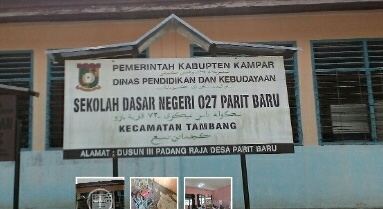 PEMERINTAH KABUPTEN KAMPAR
DINAS PENDIDIKAN DAN KEBUDAYAAN
SEKOLAH DASAR NEGERI 027 PARIT BARU
KECAMATAN TAMBANG
ALAMAT : DUSUN III PADANG RAJA DESA PARIT BARU